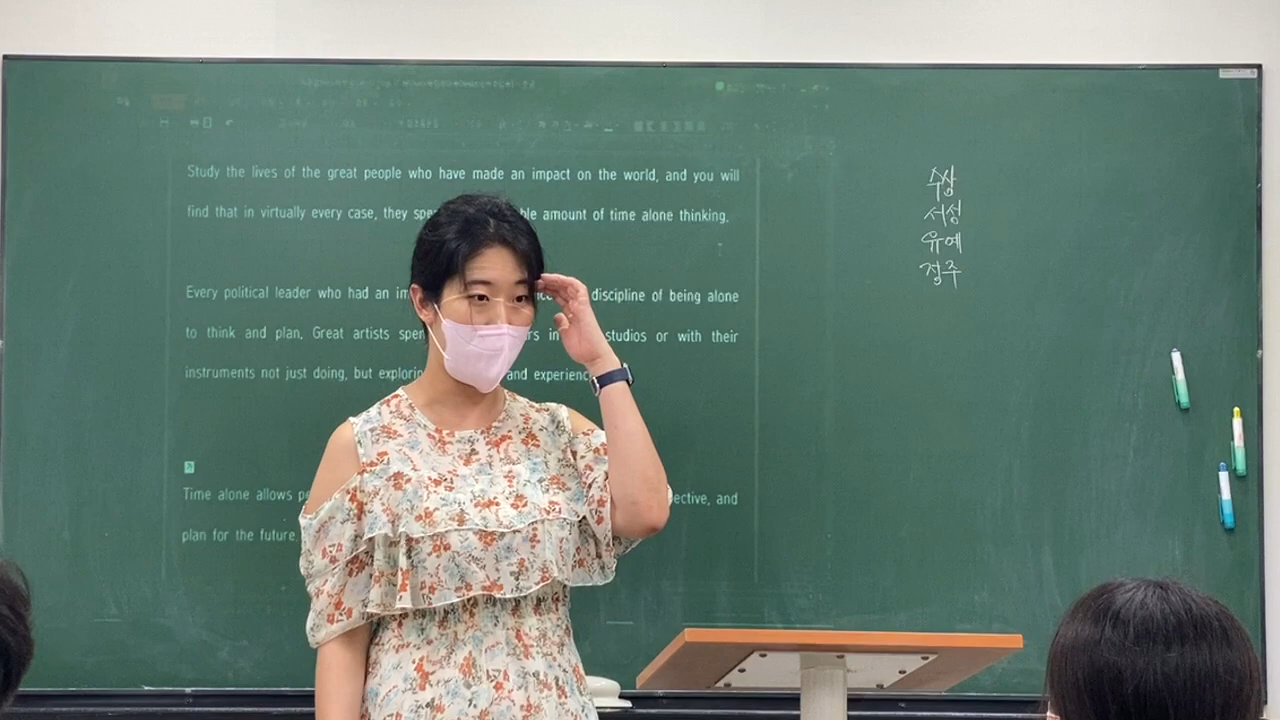 Study the lives of the great people who have made an impact on the world, and you will
find that in virtually every case, they spe ble amount of time alone thinking.
Every political leader who had an im discipline of being alone
to think and plan. Great artists spen rs in studios or with their
instruments not just doing, but explorin and experienc
Time alone allows pe ective, and
plan for the future.
수상
서성
유예
정주